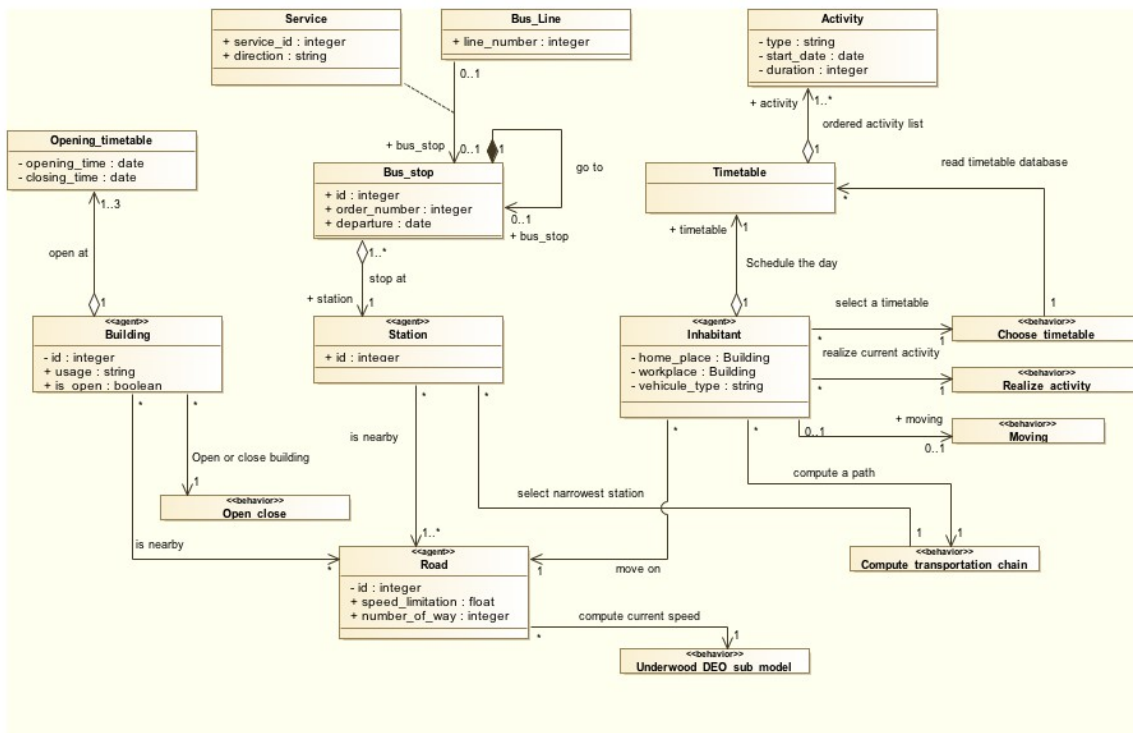 Service
+ service_id : integer
+ direction : string
Bus_Line
+ line_number : integer
0..1
+ bus_stop
0..1
Activity
- type : string
- start_date : date
- duration : integer
+ activity
1..*
ordered activity list
1
Opening_timetable
- opening_time : date
- closing_time : date
1..3
open at
1
Bus_stop
+ id : integer
+ order_number : integer
+ departure : date
1
go to
0..1
+ bus_stop
1..*
stop at
+ station
1
Timetable
read timetable database
*
+ timetable
1
Schedule the day
1
1
<<agent>>
Building
- id : integer
+ usage : string
+ is_open : boolean
*
*
<<agent>>
Station
+ id : integer
*
*
<<agent>>
Inhabitant
- home_place : Building
- workplace : Building
- vehicule_type : string
*
*
select a timetable
*
1
<<behavior>>
Choose_timetable
realize current activity
*
1
<<behavior>>
Realize_activity
+ moving
0..1
0..1
<<behavior>>
Moving
is nearby
Open or close building
1
<<behavior>>
Open_close
is nearby
*
1..*
select narrowest station
compute a path
1
1
<<behavior>>
Compute_transportation_chain
<<agent>>
Road
- id : integer
+ speed_limitation : float
+ number_of_way : integer
1
move on
compute current speed
*
1
<<behavior>>
Underwood_DEO_sub_model